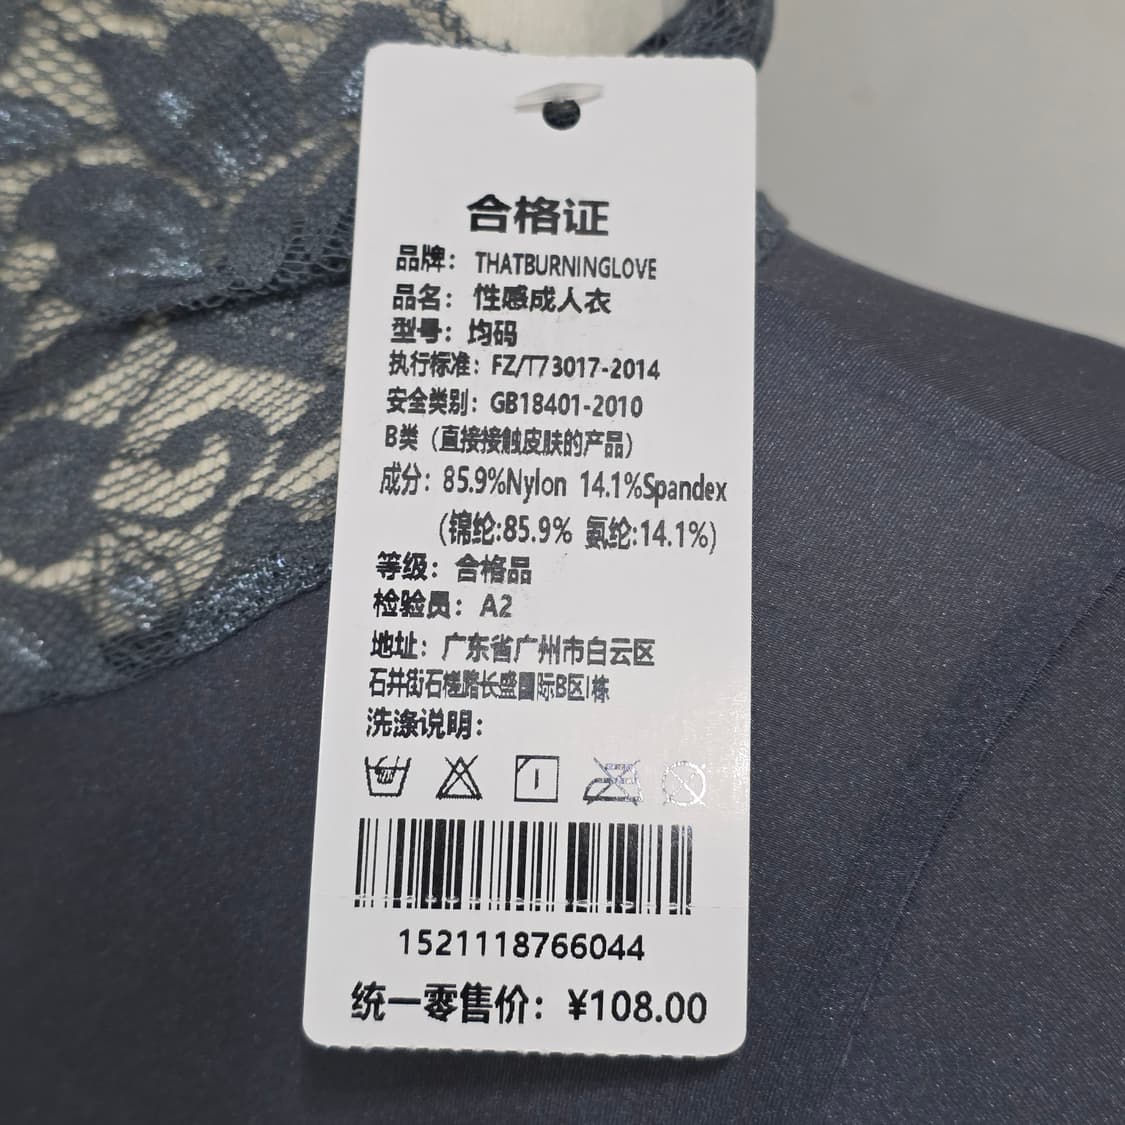 合格证
品牌： THATBURNINGLOVE
品名： 性感成人衣
型号：均码
执行标准：FZ/T73017-2014
安全类别：GB18401-2010
B类（直接接触皮肤的产品）
成分：85.9%Nylon 14.1%Spandex
(锦纶:85.9% 氨纶:14.1%)
等级：合格品
检验员：A2
地址：广东省广州市白云区
石井街石槎路长盛国际B区1栋
洗涤说明：
1521118766044
统一零售价：¥108.00